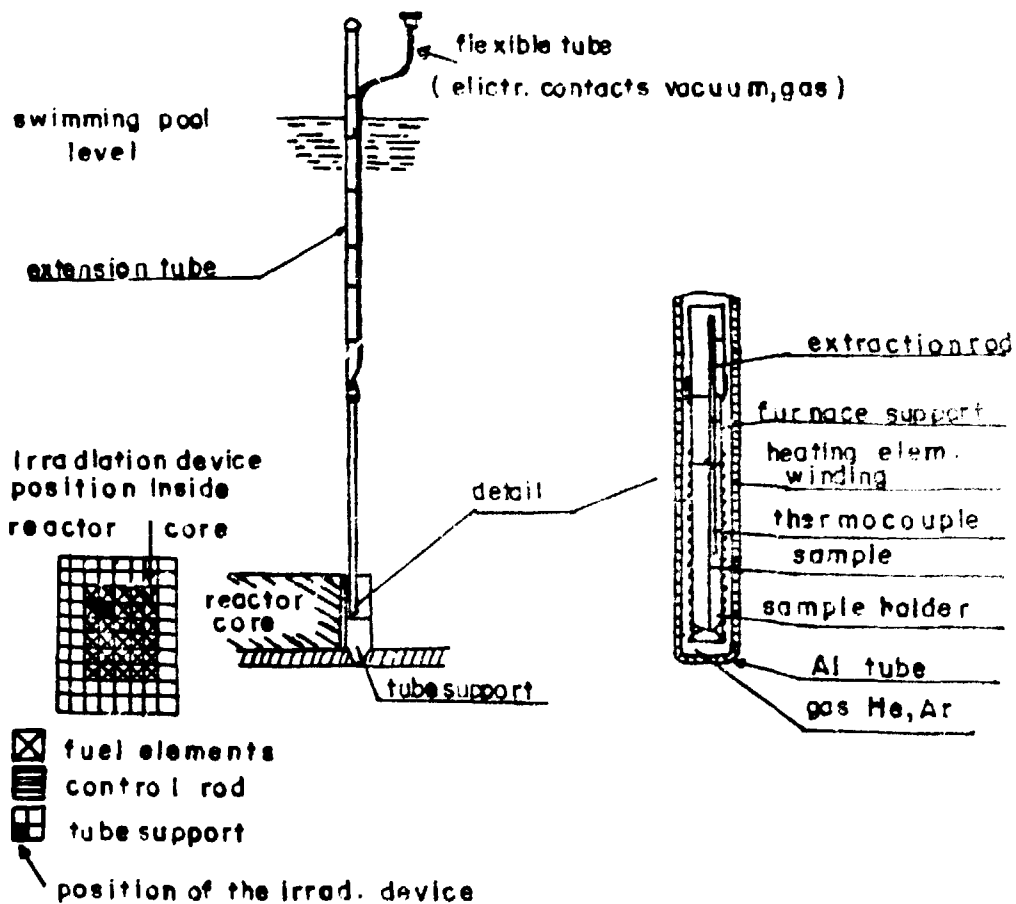 flexible tube
(elictr. contacts vacuum, gas)
swimming pool
level
extension tube
extraction rod
furnace support
heating elem.
winding
thermocouple
sample
sample holder
Al tube
gas He, Ar
detail
Irradiation device
position inside
reactor core
reactor
core
tube support
fuel elements
control rod
tube support
position of the irrad. device